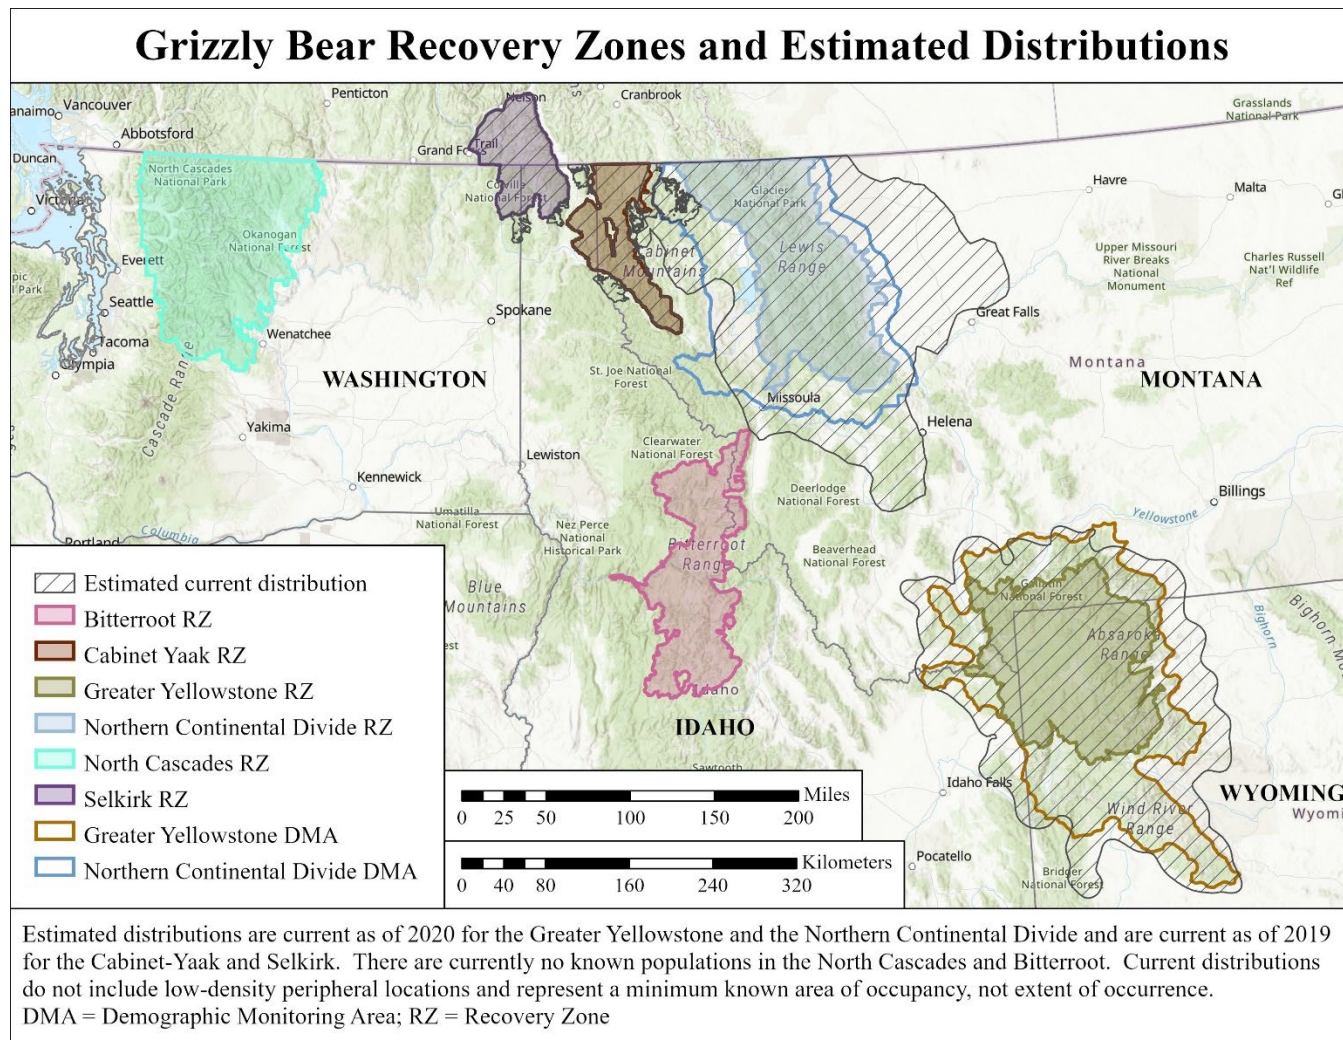 Grizzly Bear Recovery Zones and Estimated Distributions
Penticton
Nelson
Cranbrook
Vancouver
Grasslands
National Park
Abbotsford
Duncan
Grand Forks
Trail
North Cascades
National Park
Colville
National Forest
Glacier
National Park
Havre
Malta
Victoria
Okanogan
National Forest
Lewis
Range
Everett
Cabinet
Mountains
Upper Missouri
River Breaks
National
Monument
Charles Russell
Nat'l Wildlife
Ref
Seattle
Spokane
Great Falls
Wenatchee
Tacoma
Olympia
WASHINGTON
St. Joe National
Forest
Montana
MONTANA
Missoula
Cascade Range
Helena
Yakima
Clearwater
National Forest
Lewiston
Kennewick
Deerlodge
National Forest
Billings
Umatilla
National Forest
Yellowstone
Columbia
Portland
Nez Perce
National
Historical Park
Bitterroot
Range
Beaverhead
National Forest
Blue
Mountains
Gallatin
National Forest
Absaroka
Range
Bighorn
Idaho
IDAHO
Sawtooth
Idaho Falls
WYOMING
Wind River
Range
Pocatello
Bridger
National Forest
Estimated current distribution
Bitterroot RZ
Cabinet Yaak RZ
Greater Yellowstone RZ
Northern Continental Divide RZ
North Cascades RZ
Selkirk RZ
Greater Yellowstone DMA
Northern Continental Divide DMA
Miles
0 25 50 100 150 200
Kilometers
0 40 80 160 240 320
Estimated distributions are current as of 2020 for the Greater Yellowstone and the Northern Continental Divide and are current as of 2019
for the Cabinet-Yaak and Selkirk. There are currently no known populations in the North Cascades and Bitterroot. Current distributions
do not include low-density peripheral locations and represent a minimum known area of occupancy, not extent of occurrence.
DMA = Demographic Monitoring Area; RZ = Recovery Zone